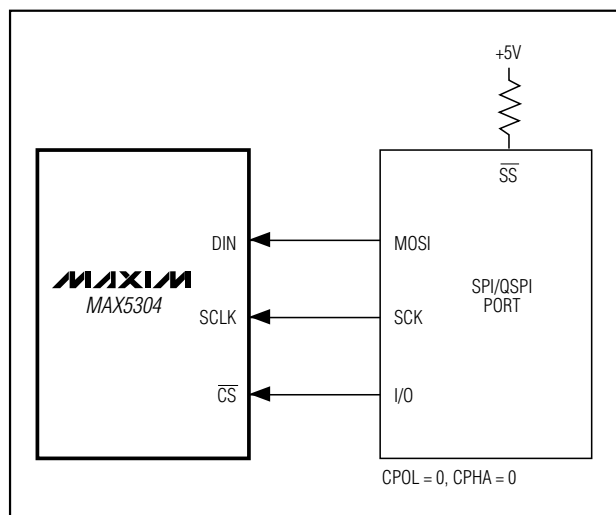 +5V
SS
DIN
MOSI
MAXIM
MAX5304
SPI/QSPI
PORT
SCLK
SCK
CS
I/O
CPOL = 0, CPHA = 0